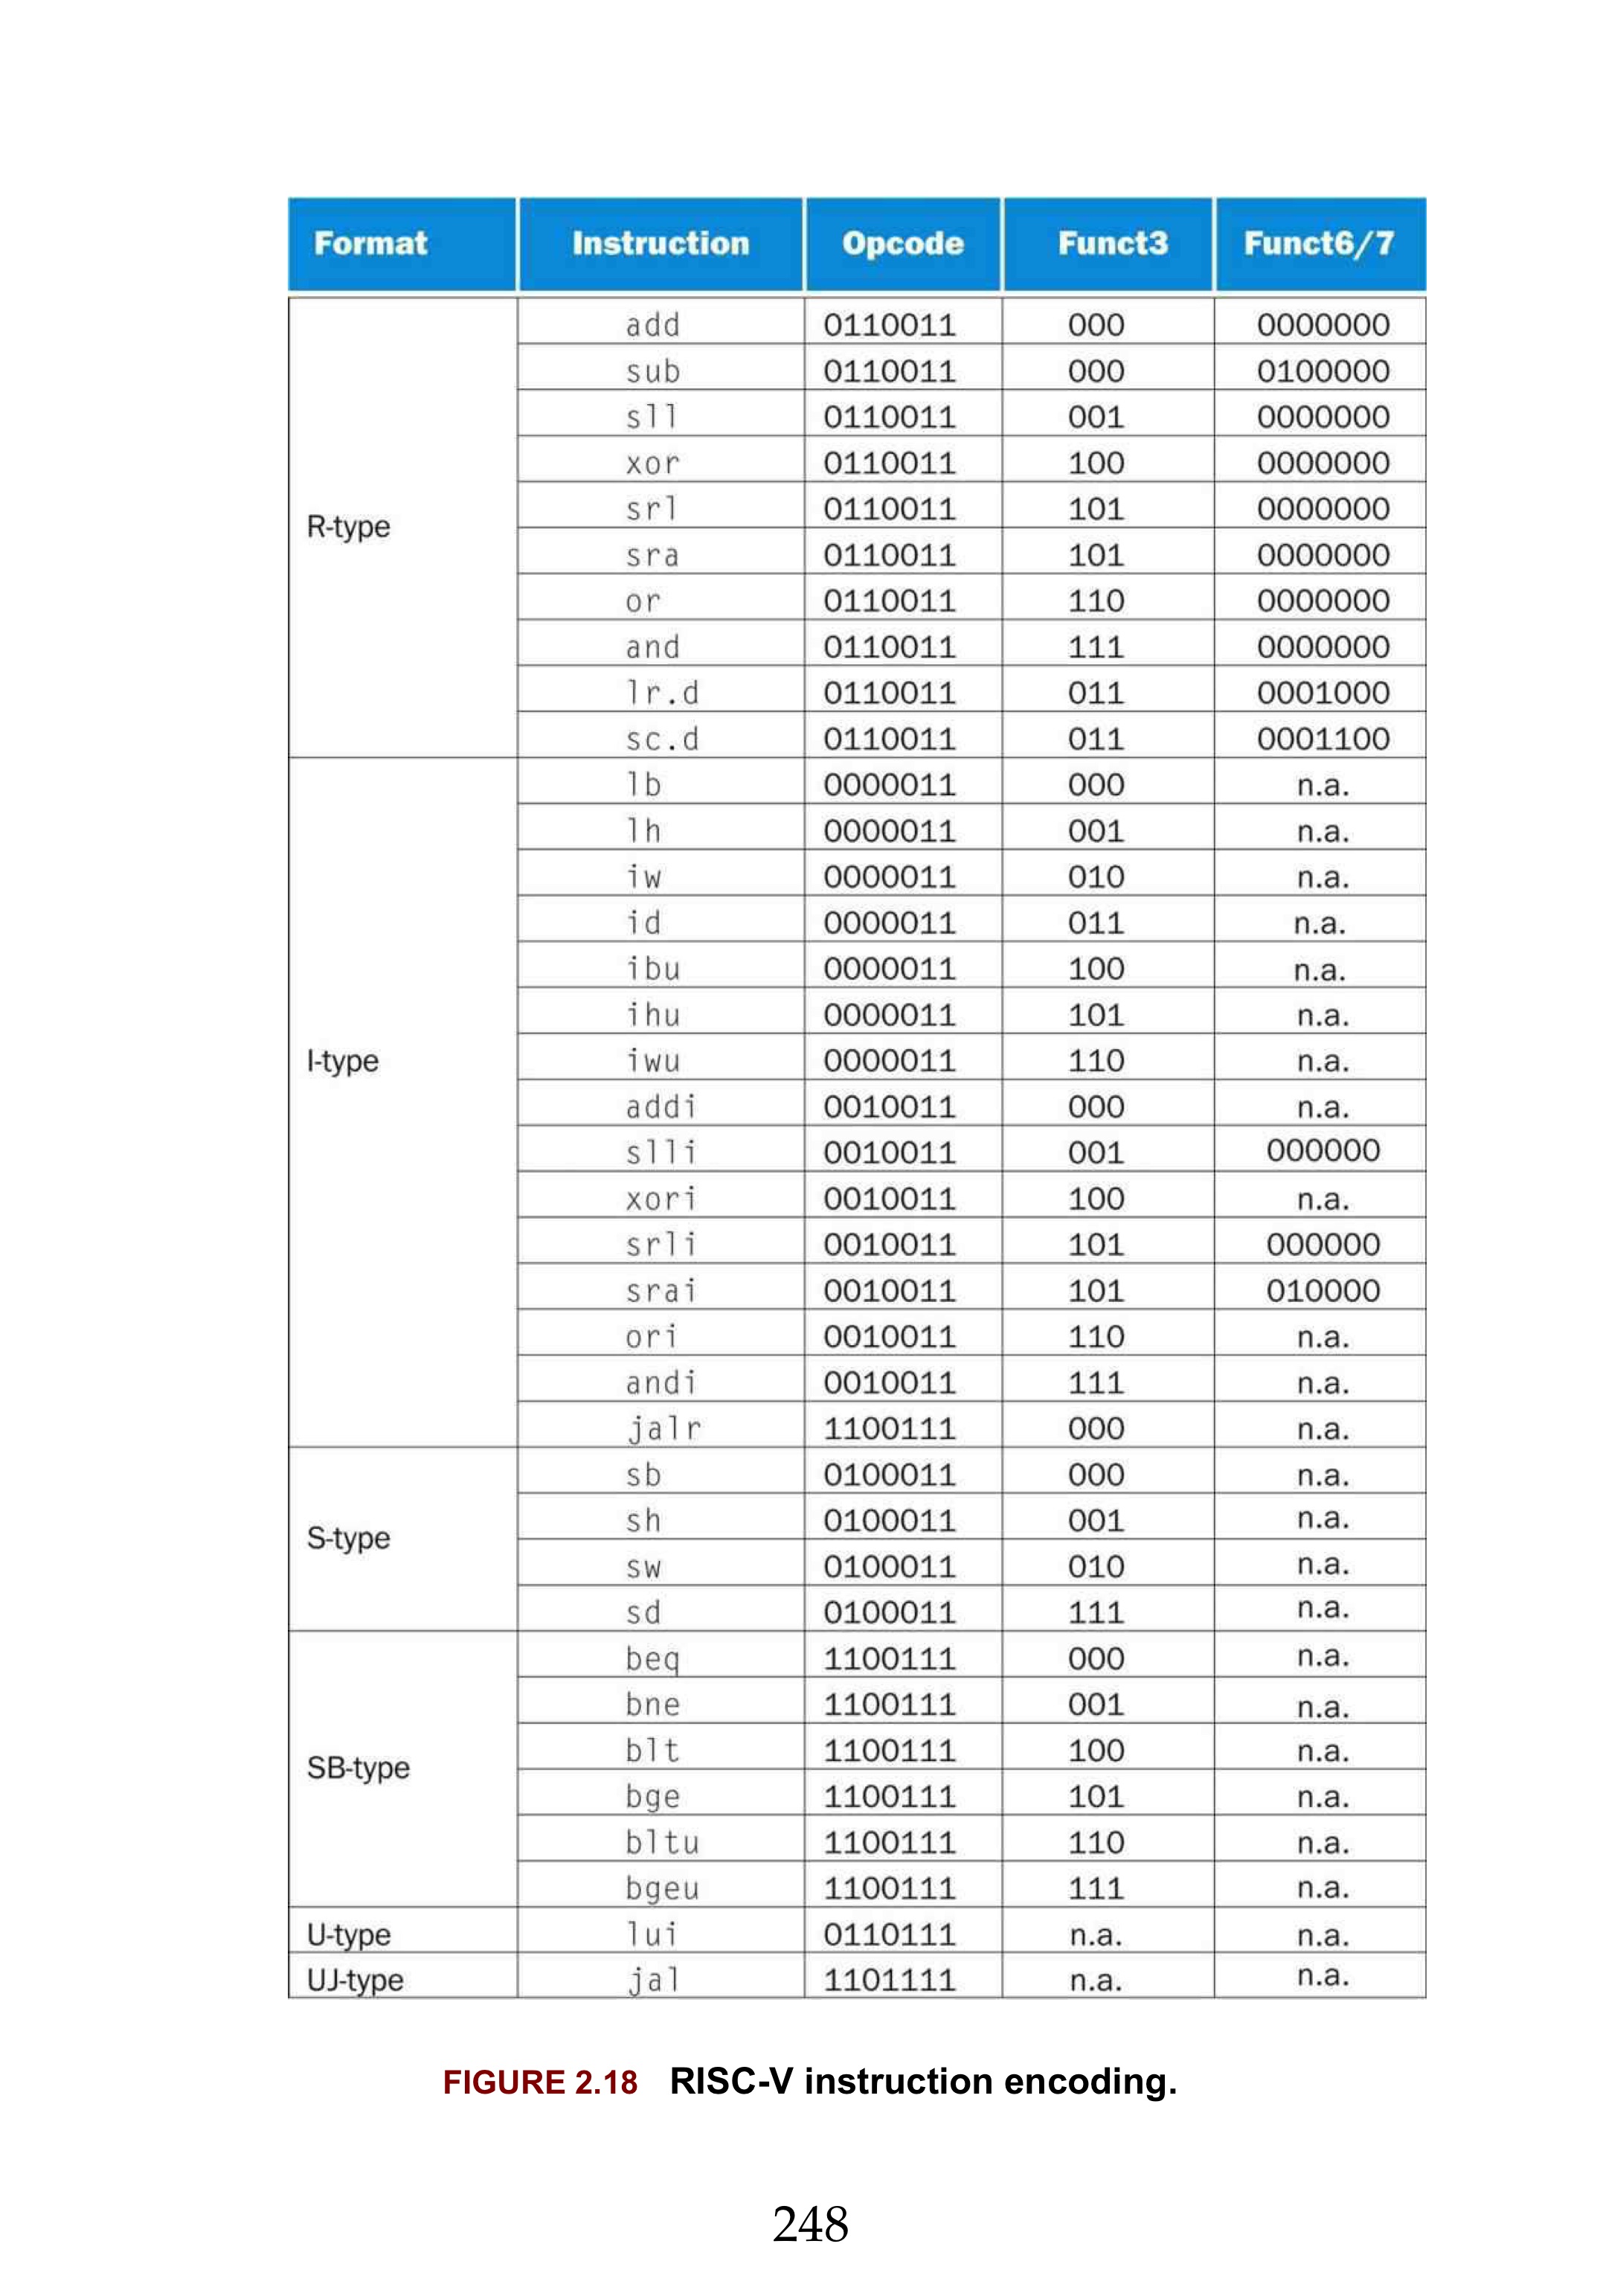 Format Instruction Opcode Funct3 Funct6/7
R-type
add 0110011 000 0000000
sub 0110011 000 0100000
sll 0110011 001 0000000
xor 0110011 100 0000000
srl 0110011 101 0000000
sra 0110011 101 0000000
or 0110011 110 0000000
and 0110011 111 0000000
lr.d 0110011 011 0001000
sc.d 0110011 011 0001100
I-type
lb 0000011 000 n.a.
lh 0000011 001 n.a.
iw 0000011 010 n.a.
id 0000011 011 n.a.
ibu 0000011 100 n.a.
ihu 0000011 101 n.a.
iwu 0000011 110 n.a.
addi 0010011 000 n.a.
slli 0010011 001 000000
xori 0010011 100 n.a.
srli 0010011 101 000000
srai 0010011 101 010000
ori 0010011 110 n.a.
andi 0010011 111 n.a.
jalr 1100111 000 n.a.
S-type
sb 0100011 000 n.a.
sh 0100011 001 n.a.
sw 0100011 010 n.a.
sd 0100011 111 n.a.
SB-type
beq 1100111 000 n.a.
bne 1100111 001 n.a.
blt 1100111 100 n.a.
bge 1100111 101 n.a.
bltu 1100111 110 n.a.
bgeu 1100111 111 n.a.
U-type lui 0110111 n.a. n.a.
UJ-type jal 1101111 n.a. n.a.
FIGURE 2.18 RISC-V instruction encoding.
248